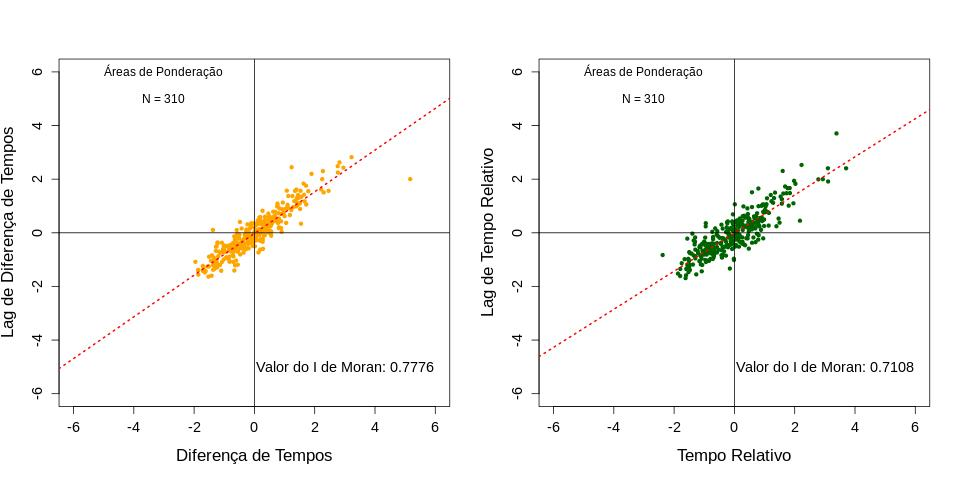 Áreas de Ponderação
N = 310
Valor do I de Moran: 0.7776
Lag de Diferença de Tempos
6
4
2
0
-2
-4
-6
-6 -4 -2 0 2 4 6
Diferença de Tempos
Áreas de Ponderação
N = 310
Valor do I de Moran: 0.7108
Lag de Tempo Relativo
6
4
2
0
-2
-4
-6
-6 -4 -2 0 2 4 6
Tempo Relativo